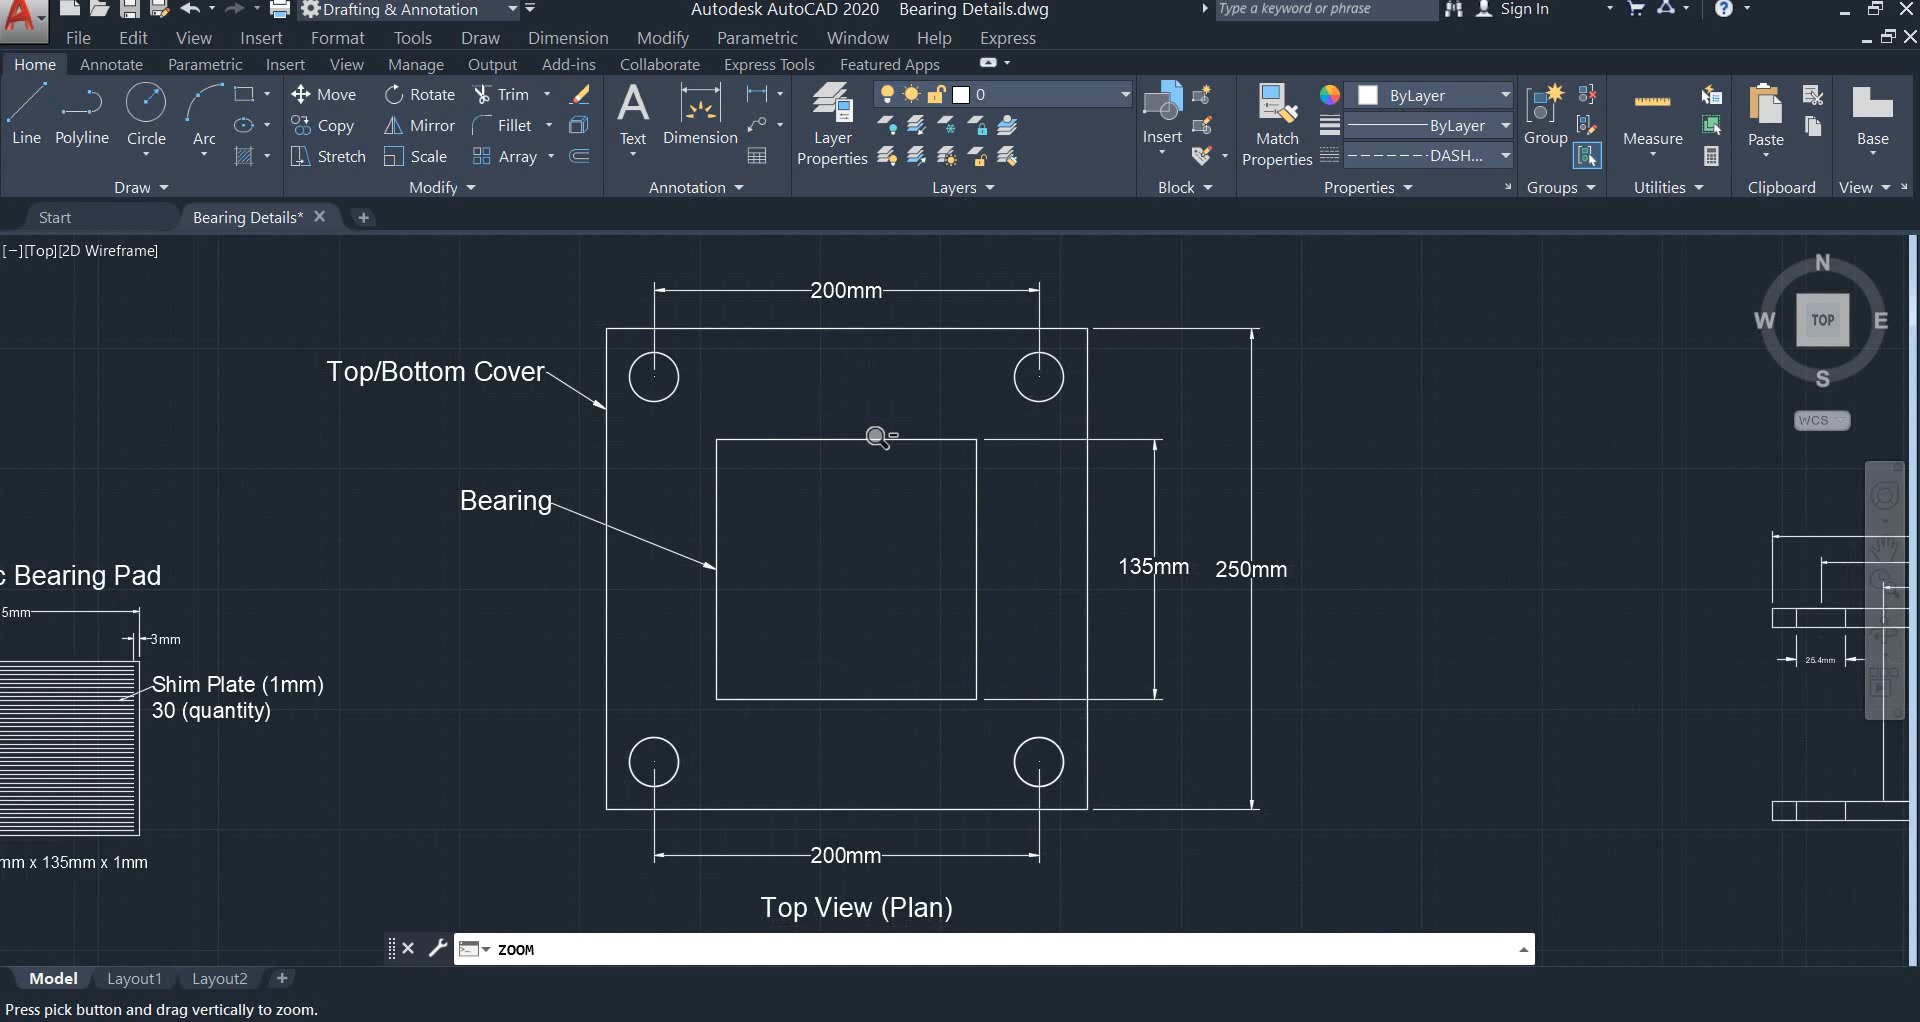 Drafting & Annotation
Autodesk AutoCAD 2020 Bearing Details.dwg
Type a keyword or phrase
Sign In
File Edit View Insert Format Tools Draw Dimension Modify Parametric Window Help Express
Home Annotate Parametric Insert View Manage Output Add-ins Collaborate Express Tools Featured Apps
Line Polyline Circle Arc
Move Rotate Trim
Copy Mirror Fillet
Stretch Scale Array
Text Dimension
Layer Properties
0
Insert
Match Properties
ByLayer
ByLayer
DASH...
Group Measure Paste Base
Draw Modify Annotation Layers Block Properties Groups Utilities Clipboard View
Start Bearing Details*
[−][Top][2D Wireframe]
N
W TOP E
S
WCS
200mm
Top/Bottom Cover
Bearing
135mm 250mm
c Bearing Pad
5mm
3mm
Shim Plate (1mm)
30 (quantity)
mm x 135mm x 1mm
25.4mm
200mm
Top View (Plan)
ZOOM
Model Layout1 Layout2
Press pick button and drag vertically to zoom.